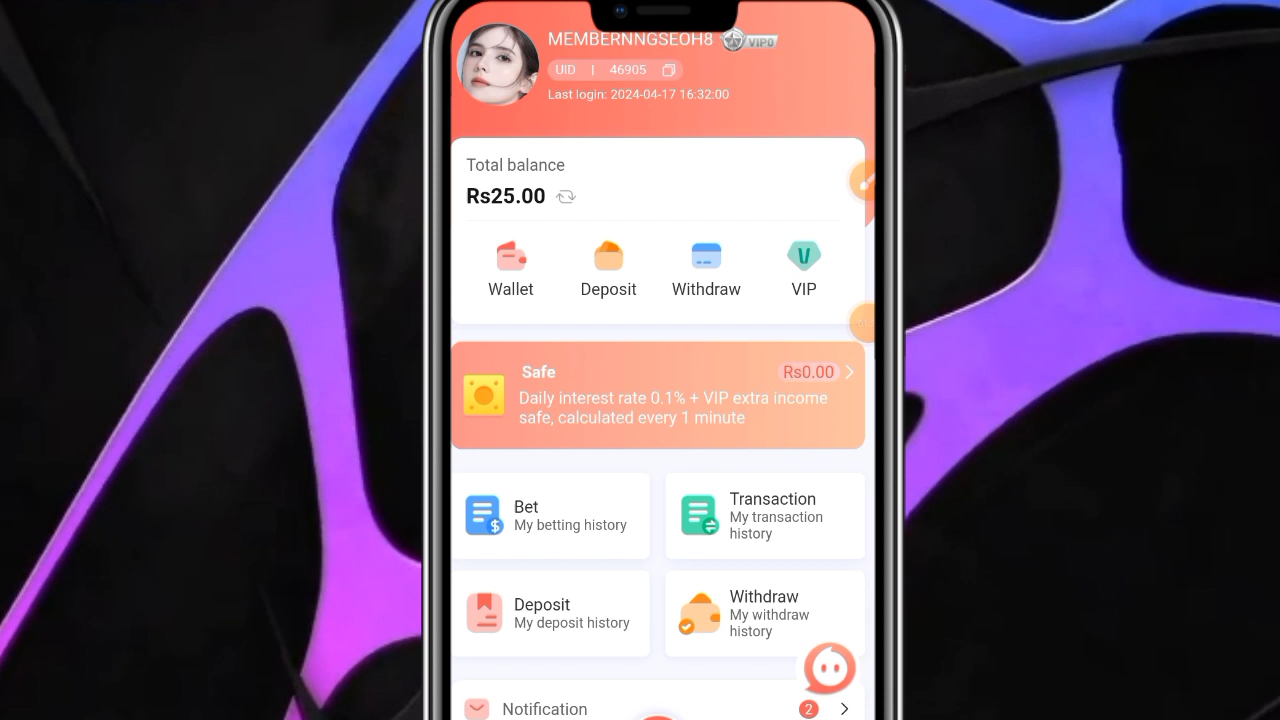 MEMBERNNGSEOH8 VIP0
UID | 46905
Last login: 2024-04-17 16:32:00
Total balance
Rs25.00
Wallet Deposit Withdraw VIP
Safe Rs0.00
Daily interest rate 0.1% + VIP extra income
safe, calculated every 1 minute
Bet
My betting history
Transaction
My transaction
history
Deposit
My deposit history
Withdraw
My withdraw
history
Notification 2